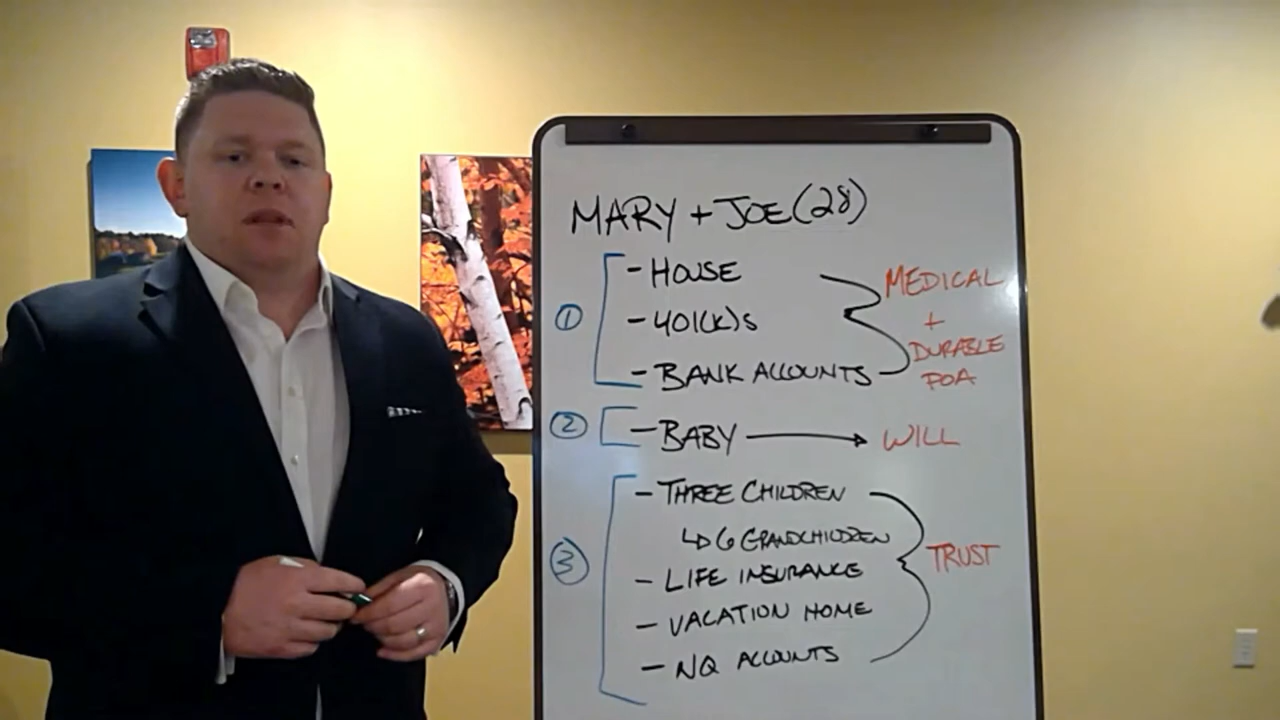 MARY + JOE (28)
① - HOUSE
- 401(K)s
- BANK ACCOUNTS
MEDICAL
+
DURABLE
POA
② - BABY → WILL
③ - THREE CHILDREN
↳ 6 GRANDCHILDREN
- LIFE INSURANCE
- VACATION HOME
- NQ ACCOUNTS
TRUST